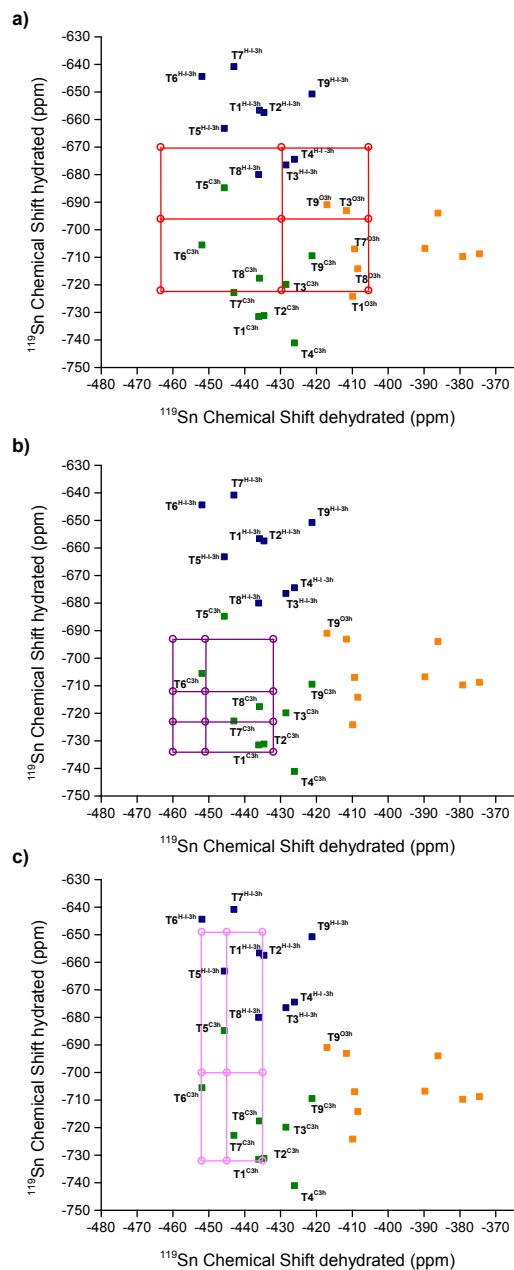 a)
-630
-640
-650
-660
-670
-680
-690
-700
-710
-720
-730
-740
-750
¹¹⁹Sn Chemical Shift hydrated (ppm)
T7H-I-3h
T6H-I-3h
T9H-I-3h
T1H-I-3h
T2H-I-3h
T5H-I-3h
T4H-I -3h
T8H-I-3h
T3H-I-3h
T5C3h
T9O3h
T3O3h
T6C3h
T7O3h
T9C3h
T8C3h
T8O3h
T3C3h
T7C3h
T1O3h
T2C3h
T1C3h
T4C3h
-480 -470 -460 -450 -440 -430 -420 -410 -400 -390 -380 -370
¹¹⁹Sn Chemical Shift dehydrated (ppm)
b)
-630
-640
-650
-660
-670
-680
-690
-700
-710
-720
-730
-740
-750
¹¹⁹Sn Chemical Shift hydrated (ppm)
T7H-I-3h
T6H-I-3h
T9H-I-3h
T1H-I-3h
T2H-I-3h
T5H-I-3h
T4H-I -3h
T8H-I-3h
T3H-I-3h
T5C3h
T9O3h
T6C3h
T9C3h
T8C3h
T3C3h
T7C3h
T2C3h
T1C3h
T4C3h
-480 -470 -460 -450 -440 -430 -420 -410 -400 -390 -380 -370
¹¹⁹Sn Chemical Shift dehydrated (ppm)
c)
-630
-640
-650
-660
-670
-680
-690
-700
-710
-720
-730
-740
-750
¹¹⁹Sn Chemical Shift hydrated (ppm)
T7H-I-3h
T6H-I-3h
T9H-I-3h
T1H-I-3h
T2H-I-3h
T5H-I-3h
T4H-I -3h
T8H-I-3h
T3H-I-3h
T5C3h
T9O3h
T6C3h
T9C3h
T8C3h
T3C3h
T7C3h
T2C3h
T1C3h
T4C3h
-480 -470 -460 -450 -440 -430 -420 -410 -400 -390 -380 -370
¹¹⁹Sn Chemical Shift dehydrated (ppm)